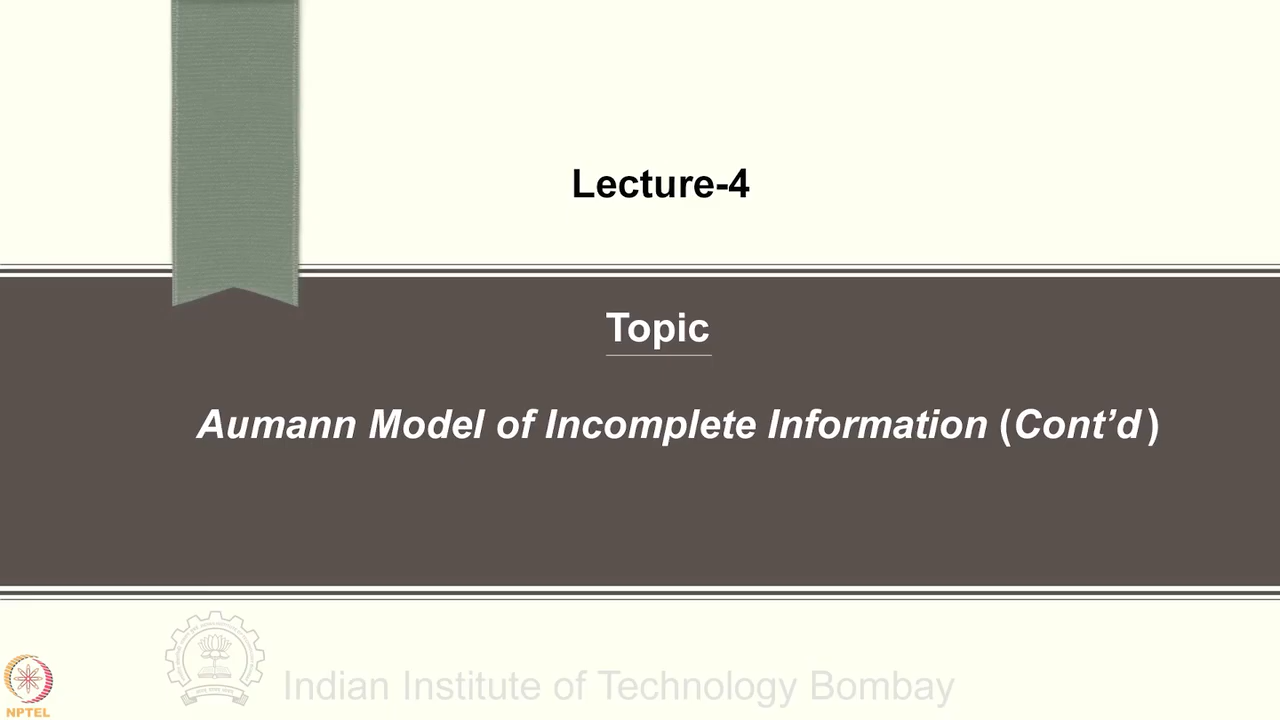 Lecture-4
Topic
Aumann Model of Incomplete Information (Cont’d)
Indian Institute of Technology Bombay
NPTEL